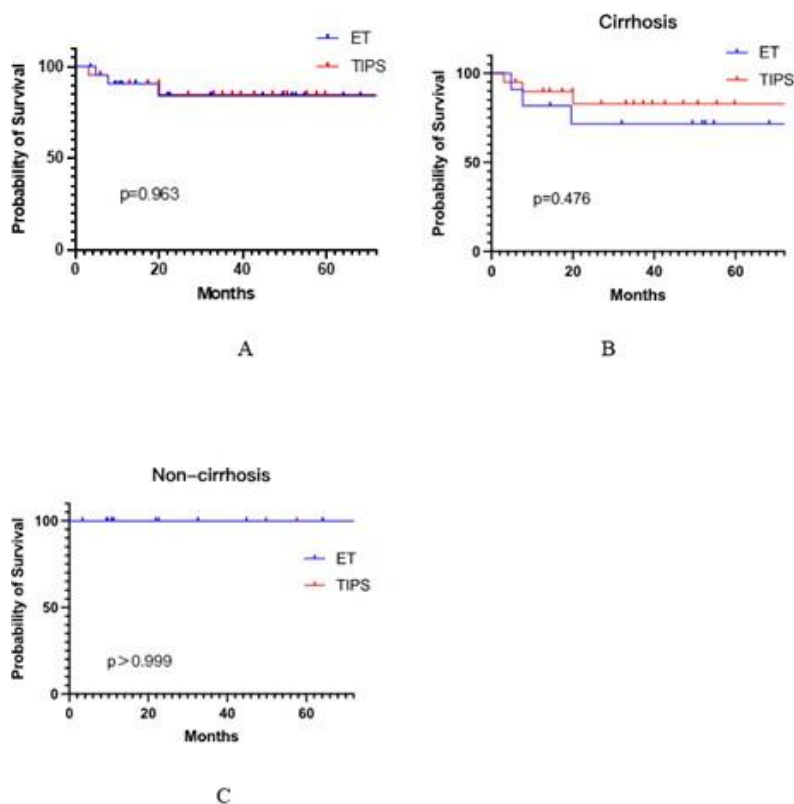 ET
TIPS
100
50
0
Probability of Survival
p=0.963
0 20 40 60
Months
A
Cirrhosis
ET
TIPS
100
50
0
Probability of Survival
p=0.476
0 20 40 60
Months
B
Non-cirrhosis
100
50
0
Probability of Survival
ET
TIPS
p>0.999
0 20 40 60
Months
C